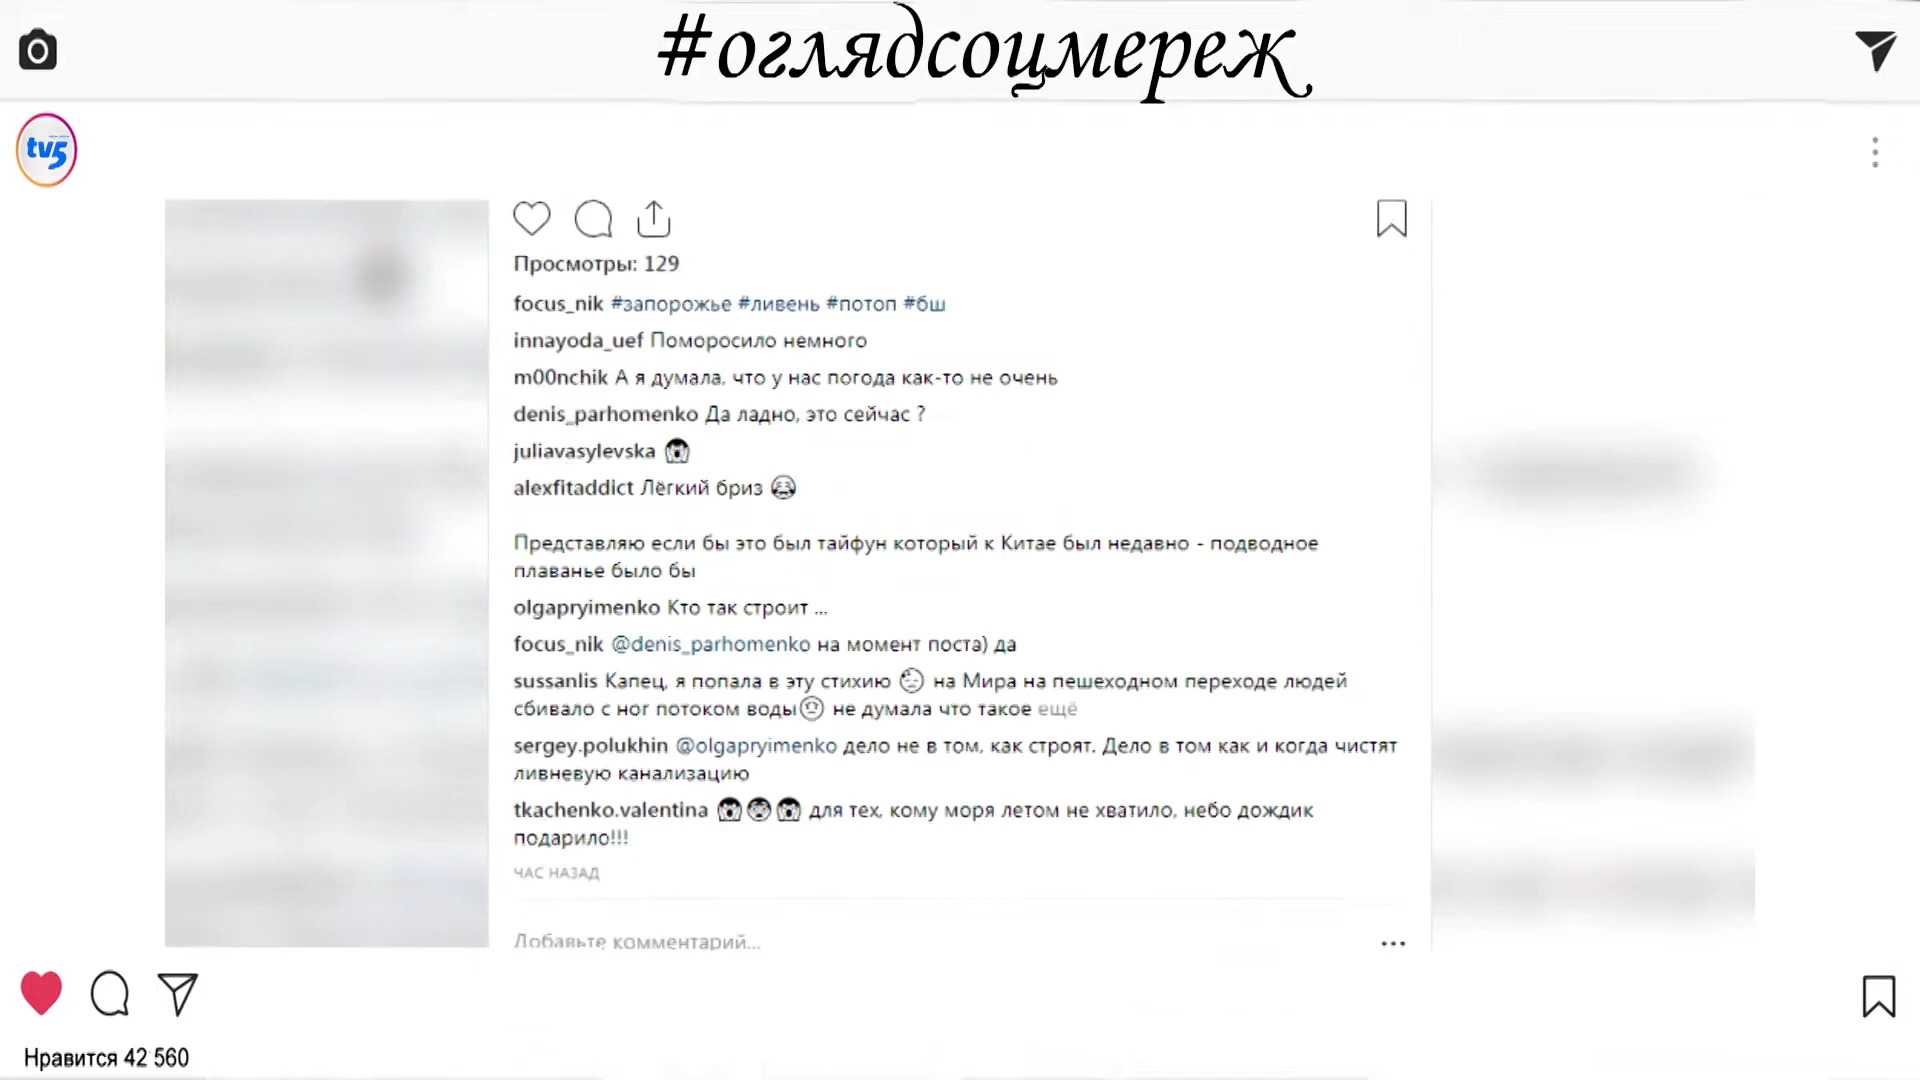 #оглядсоцмереж
tv5
Просмотры: 129
focus_nik #запорожье #ливень #потоп #бш
innayoda_uef Поморосило немного
m00nchik А я думала, что у нас погода как-то не очень
denis_parhomenko Да ладно, это сейчас ?
juliavasylevska 😱
alexfitaddict Лёгкий бриз 😂
Представляю если бы это был тайфун который к Китае был недавно - подводное
плаванье было бы
olgapryimenko Кто так строит ...
focus_nik @denis_parhomenko на момент поста) да
sussanlis Капец, я попала в эту стихию на Мира на пешеходном переходе людей
сбивало с ног потоком воды не думала что такое ещё
sergey.polukhin @olgapryimenko дело не в том, как строят. Дело в том как и когда чистят
ливневую канализацию
tkachenko.valentina 😱😨😱 для тех, кому моря летом не хватило, небо дождик
подарило!!!
ЧАС НАЗАД
Добавьте комментарий...
Нравится 42 560